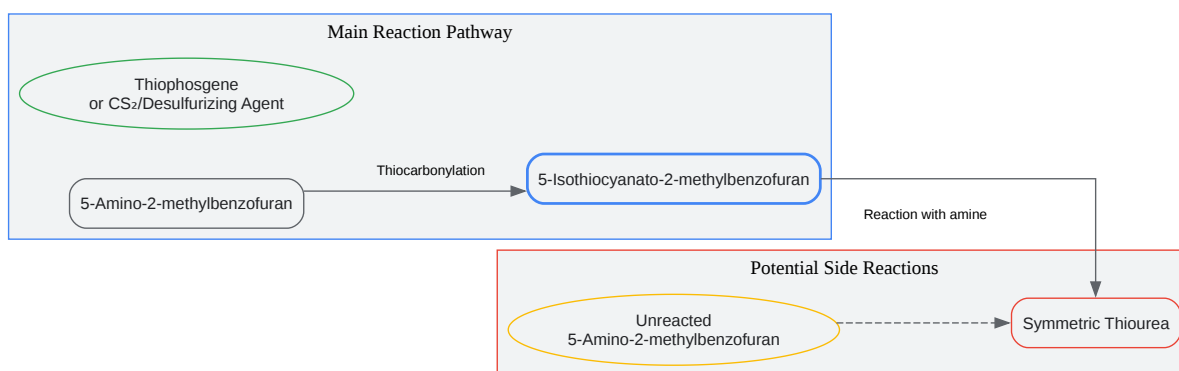 Main Reaction Pathway
Thiophosgene
or CS₂/Desulfurizing Agent
Thiocarbonylation
5-Amino-2-methylbenzofuran
5-Isothiocyanato-2-methylbenzofuran
Reaction with amine
Potential Side Reactions
Unreacted
5-Amino-2-methylbenzofuran
Symmetric Thiourea